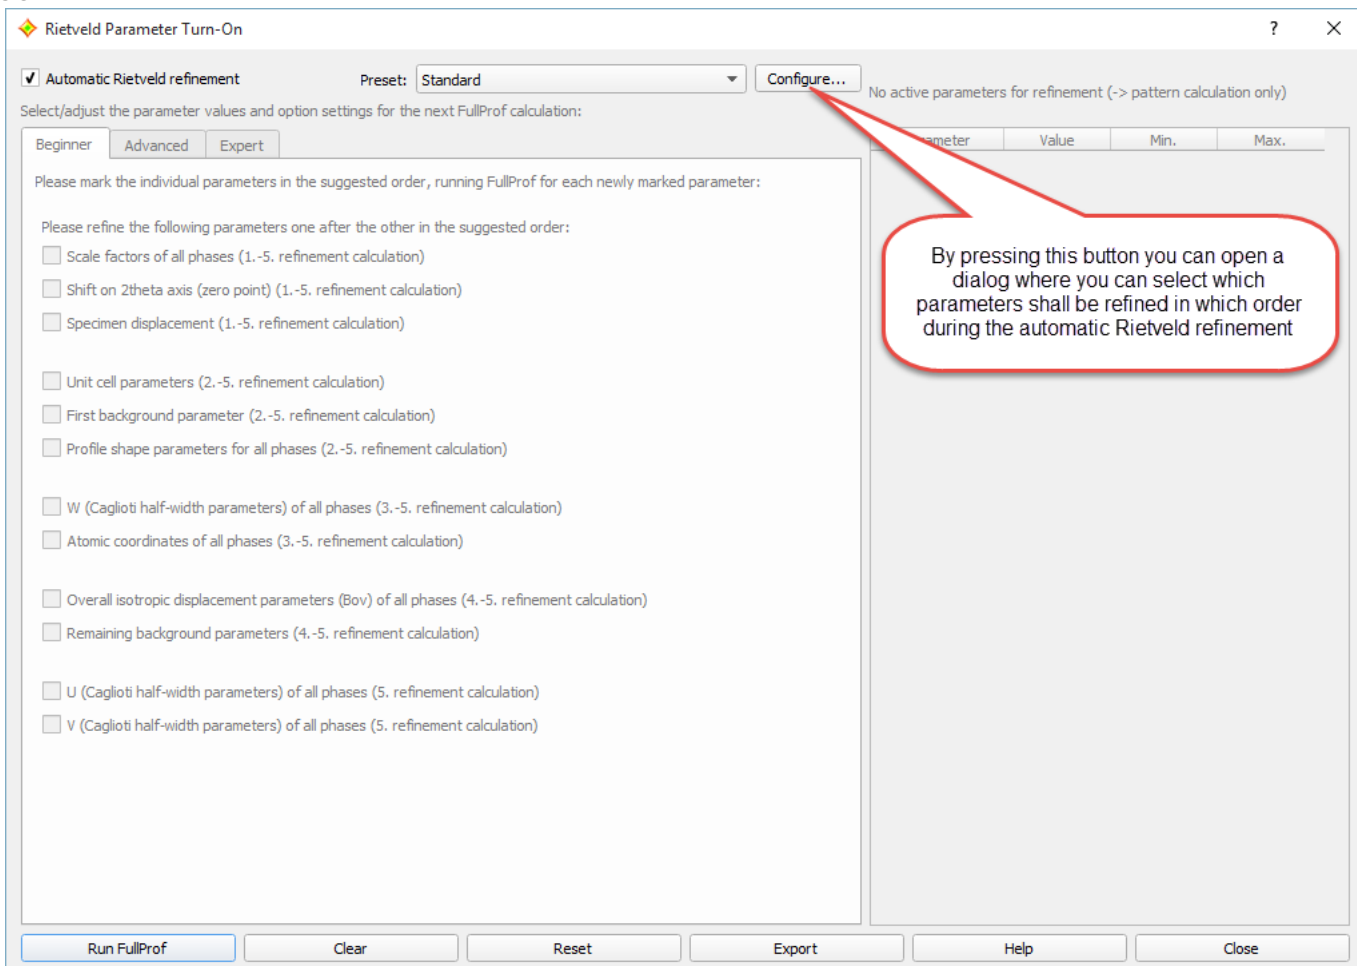 Rietveld Parameter Turn-On
Automatic Rietveld refinement Preset: Standard Configure...
No active parameters for refinement (-> pattern calculation only)
Select/adjust the parameter values and option settings for the next FullProf calculation:
Beginner Advanced Expert
Value Min. Max.
Please mark the individual parameters in the suggested order, running FullProf for each newly marked parameter:
Please refine the following parameters one after the other in the suggested order:
Scale factors of all phases (1.-5. refinement calculation)
Shift on 2theta axis (zero point) (1.-5. refinement calculation)
Specimen displacement (1.-5. refinement calculation)
Unit cell parameters (2.-5. refinement calculation)
First background parameter (2.-5. refinement calculation)
Profile shape parameters for all phases (2.-5. refinement calculation)
W (Caglioti half-width parameters) of all phases (3.-5. refinement calculation)
Atomic coordinates of all phases (3.-5. refinement calculation)
Overall isotropic displacement parameters (Bov) of all phases (4.-5. refinement calculation)
Remaining background parameters (4.-5. refinement calculation)
U (Caglioti half-width parameters) of all phases (5. refinement calculation)
V (Caglioti half-width parameters) of all phases (5. refinement calculation)
By pressing this button you can open a
dialog where you can select which
parameters shall be refined in which order
during the automatic Rietveld refinement
Run FullProf Clear Reset Export Help Close